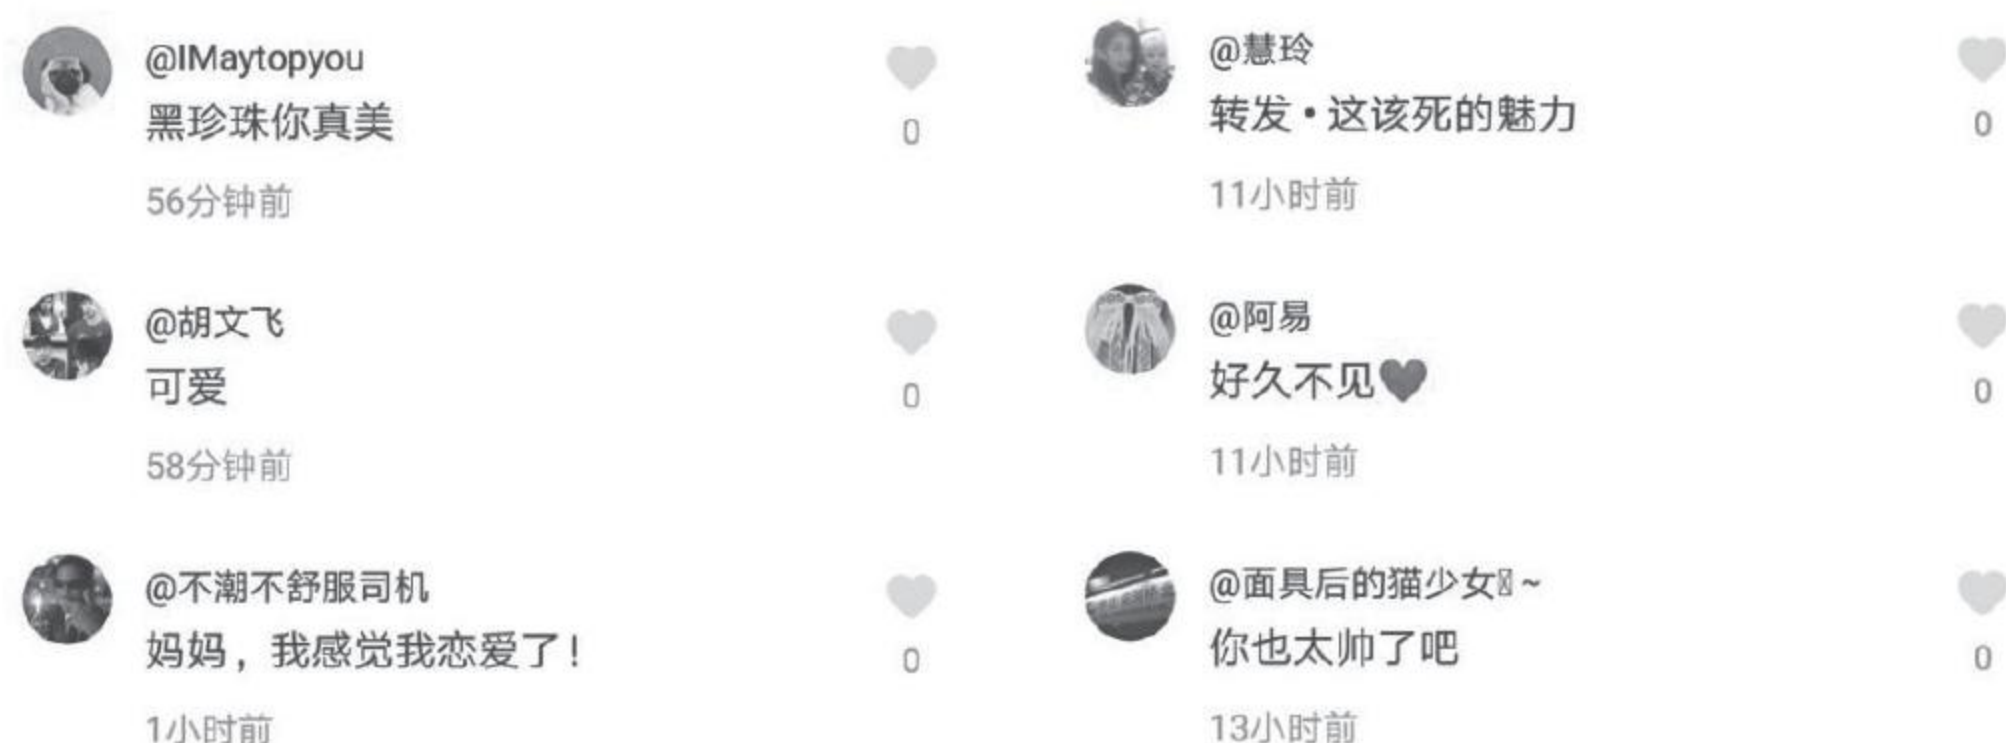 @IMaytopyou
黑珍珠你真美
0
56分钟前
@胡文飞
可爱
0
58分钟前
@不潮不舒服司机
妈妈，我感觉我恋爱了！
0
1小时前
@慧玲
转发·这该死的魅力
0
11小时前
@阿易
好久不见♥
0
11小时前
@面具后的猫少女~
你也太帅了吧
0
13小时前